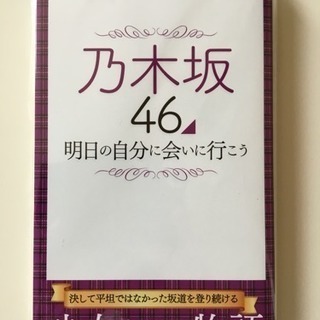 乃木坂
46
明日の自分に会いに行こう
決して平坦ではなかった坂道を登り続ける